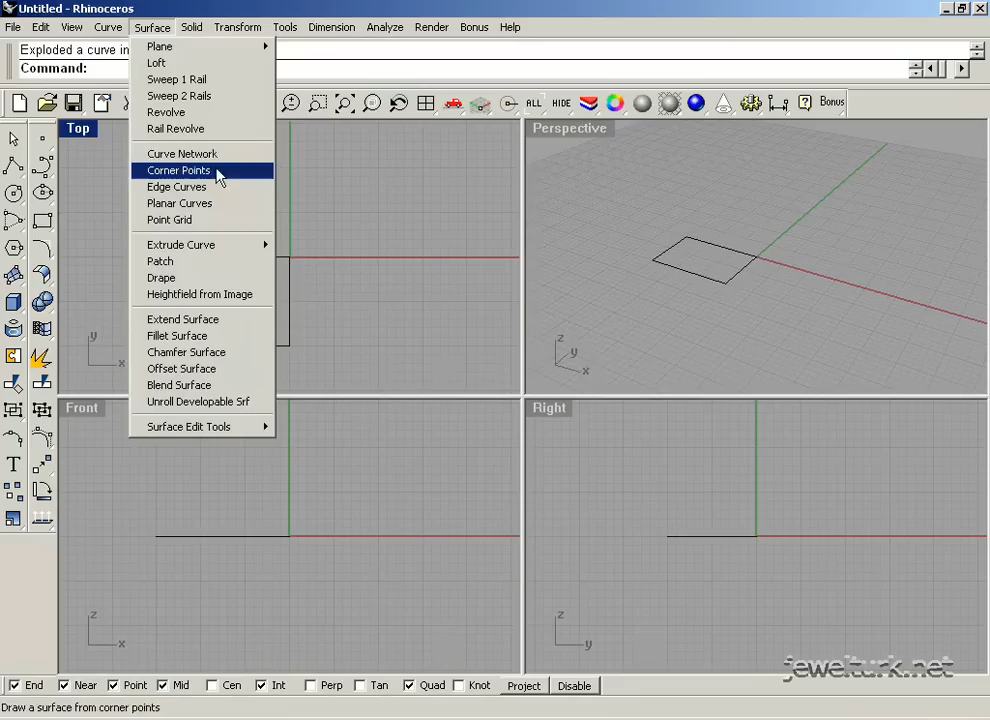 Untitled - Rhinoceros
File Edit View Curve Surface Solid Transform Tools Dimension Analyze Render Bonus Help
Exploded a curve in
Command:
ALL HIDE Bonus
Plane
Loft
Sweep 1 Rail
Sweep 2 Rails
Revolve
Rail Revolve
Curve Network
Corner Points
Edge Curves
Planar Curves
Point Grid
Extrude Curve
Patch
Drape
Heightfield from Image
Extend Surface
Fillet Surface
Chamfer Surface
Offset Surface
Blend Surface
Unroll Developable Srf
Surface Edit Tools
Top
y
x
Perspective
z
y
x
Front
z
x
Right
z
y
T
jewelturk.net
End Near Point Mid Cen Int Perp Tan Quad Knot Project Disable
Draw a surface from corner points